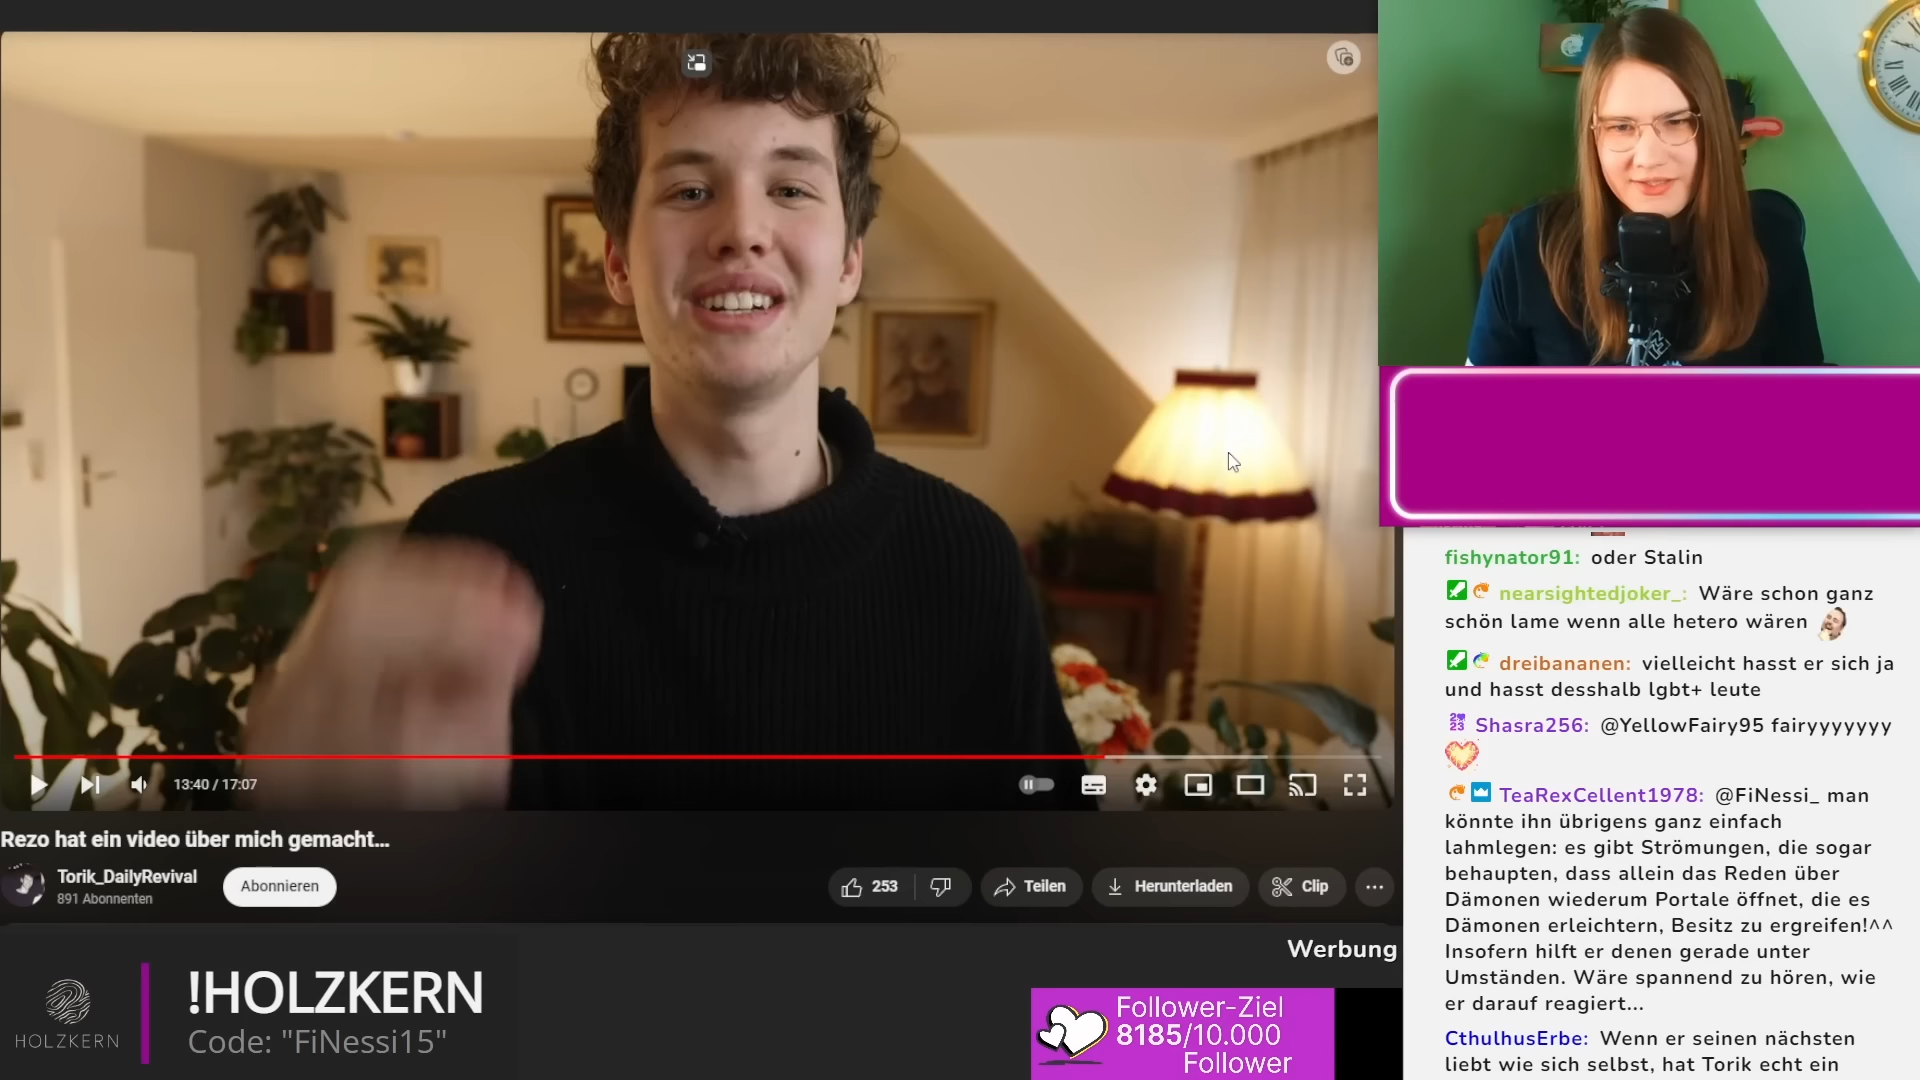 13:40 / 17:07
Rezo hat ein video über mich gemacht...
Torik_DailyRevival
891 Abonnenten
Abonnieren
253
Teilen
Herunterladen
Clip
Werbung
HOLZKERN
!HOLZKERN
Code: "FiNessi15"
Follower-Ziel
8185/10.000
Follower
fishynator91: oder Stalin
nearsightedjoker_: Wäre schon ganz
schön lame wenn alle hetero wären
dreibananen: vielleicht hasst er sich ja
und hasst desshalb lgbt+ leute
Shasra256: @YellowFairy95 fairyyyyyyy
TeaRexCellent1978: @FiNessi_ man
könnte ihn übrigens ganz einfach
lahmlegen: es gibt Strömungen, die sogar
behaupten, dass allein das Reden über
Dämonen wiederum Portale öffnet, die es
Dämonen erleichtern, Besitz zu ergreifen!^^
Insofern hilft er denen gerade unter
Umständen. Wäre spannend zu hören, wie
er darauf reagiert...
CthulhusErbe: Wenn er seinen nächsten
liebt wie sich selbst, hat Torik echt ein